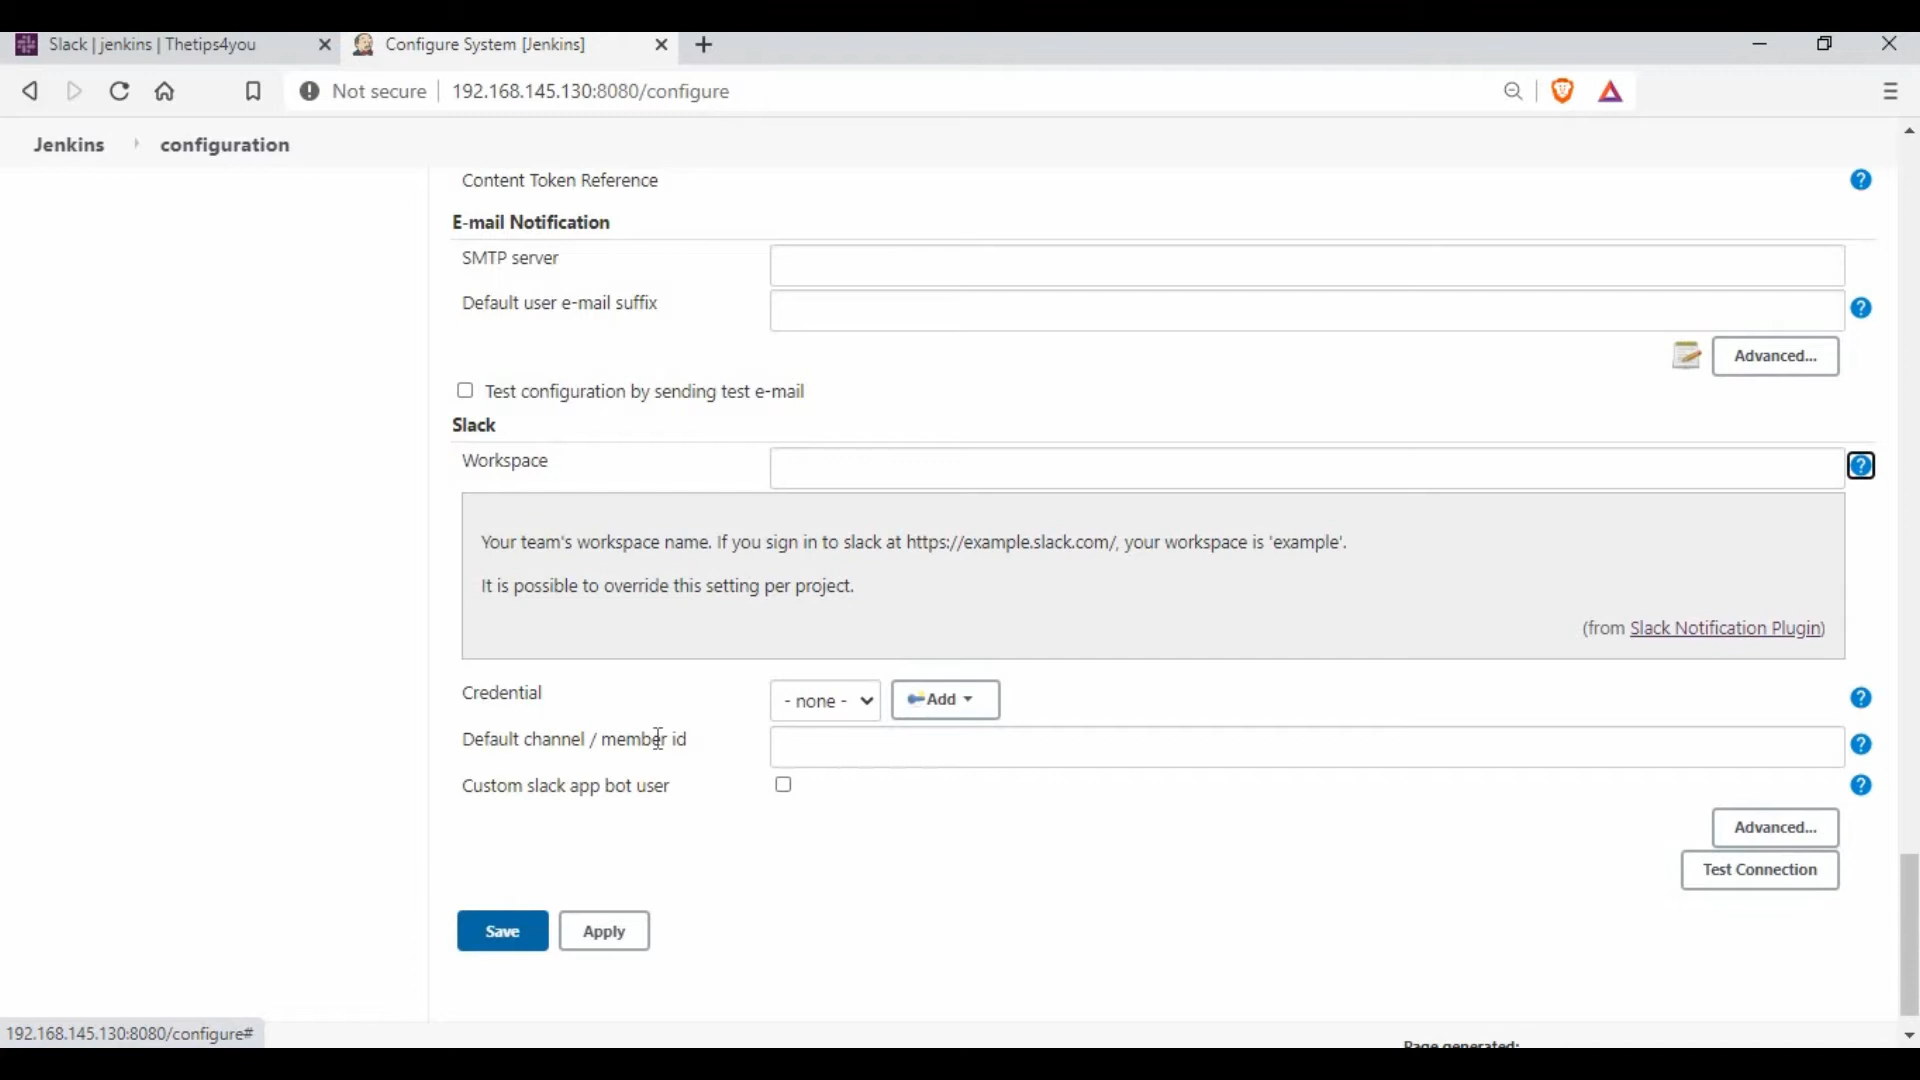 Slack | jenkins | Thetips4you
Configure System [Jenkins]
Not secure
192.168.145.130:8080/configure
Jenkins
configuration
Content Token Reference
E-mail Notification
SMTP server
Default user e-mail suffix
Advanced...
Test configuration by sending test e-mail
Slack
Workspace
Your team's workspace name. If you sign in to slack at https://example.slack.com/, your workspace is 'example'.
It is possible to override this setting per project.
(from Slack Notification Plugin)
Credential
- none -
Add
Default channel / member id
Custom slack app bot user
Advanced...
Test Connection
Save
Apply
192.168.145.130:8080/configure#
Page generated: